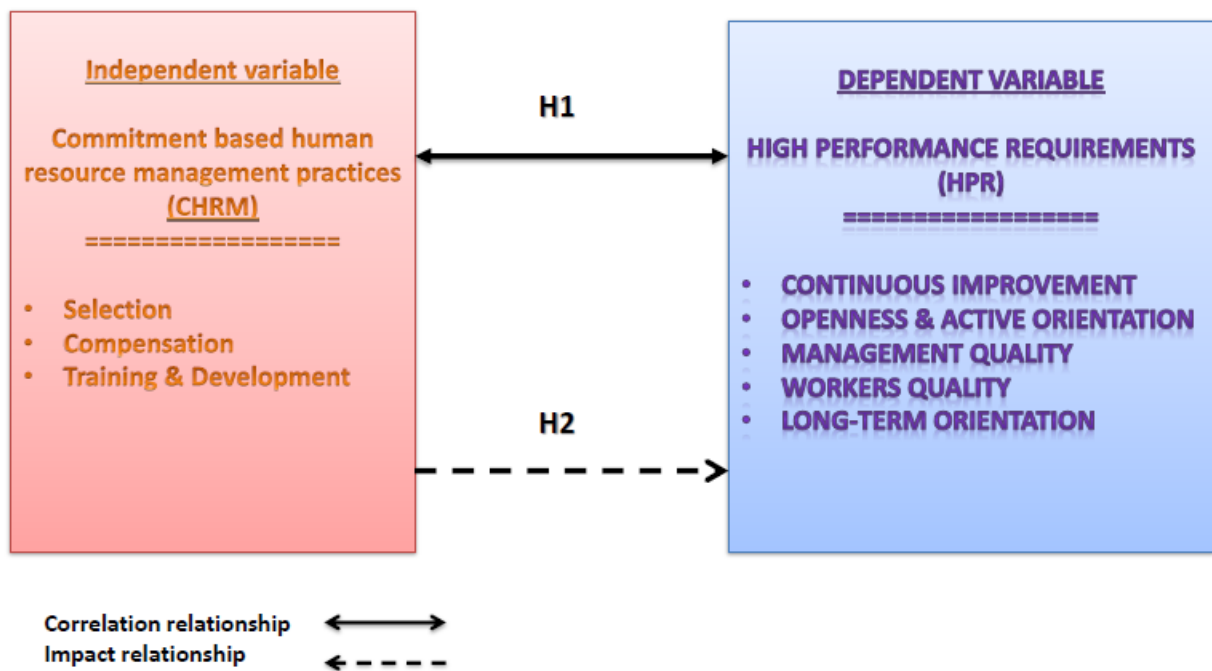 Independent variable
Commitment based human
resource management practices
(CHRM)
==================
• Selection
• Compensation
• Training & Development
H1
H2
DEPENDENT VARIABLE
HIGH PERFORMANCE REQUIREMENTS
(HPR)
==================
• CONTINUOUS IMPROVEMENT
• OPENNESS & ACTIVE ORIENTATION
• MANAGEMENT QUALITY
• WORKERS QUALITY
• LONG-TERM ORIENTATION
Correlation relationship
Impact relationship